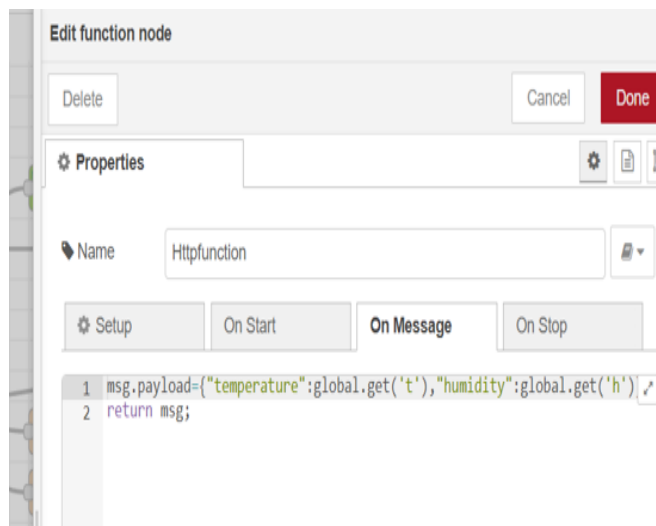 Edit function node
Delete
Cancel
Done
Properties
Name
Httpfunction
Setup
On Start
On Message
On Stop
1 msg.payload={"temperature":global.get('t'),"humidity":global.get('h')
2 return msg;